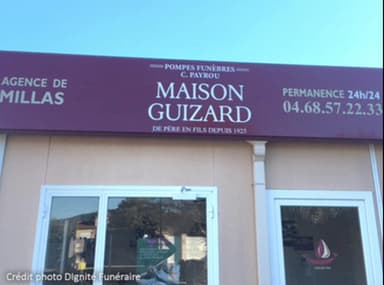 POMPES FUNÈBRES
C. PAYROU
AGENCE DE
MILLAS
MAISON
GUIZARD
DE PÈRE EN FILS DEPUIS 1925
PERMANENCE 24h/24
04.68.57.22.33
Crédit photo Dignité Funéraire